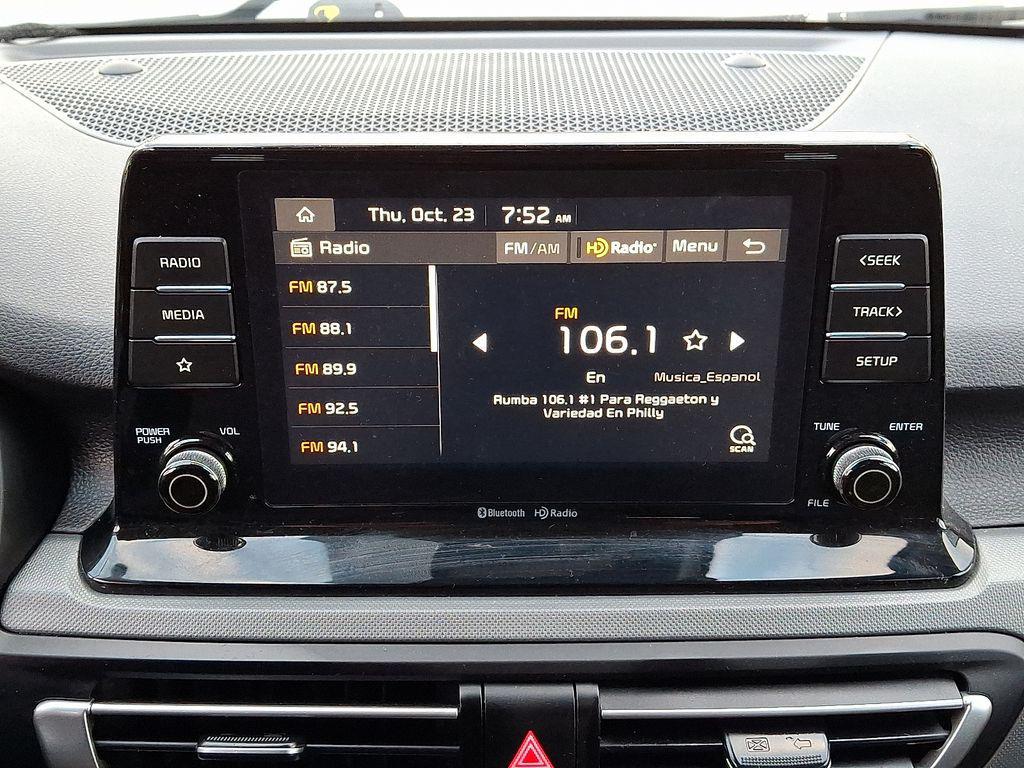 Thu, Oct. 23 7:52 AM
Radio FM/AM HD Radio Menu
FM 87.5
FM 88.1
FM 89.9
FM 92.5
FM 94.1
FM
106.1
En Musica_Espanol
Rumba 106.1 #1 Para Reggaeton y
Variedad En Philly
SCAN
RADIO
MEDIA
POWER
PUSH
VOL
<SEEK
TRACK>
SETUP
TUNE
ENTER
FILE
Bluetooth HD Radio